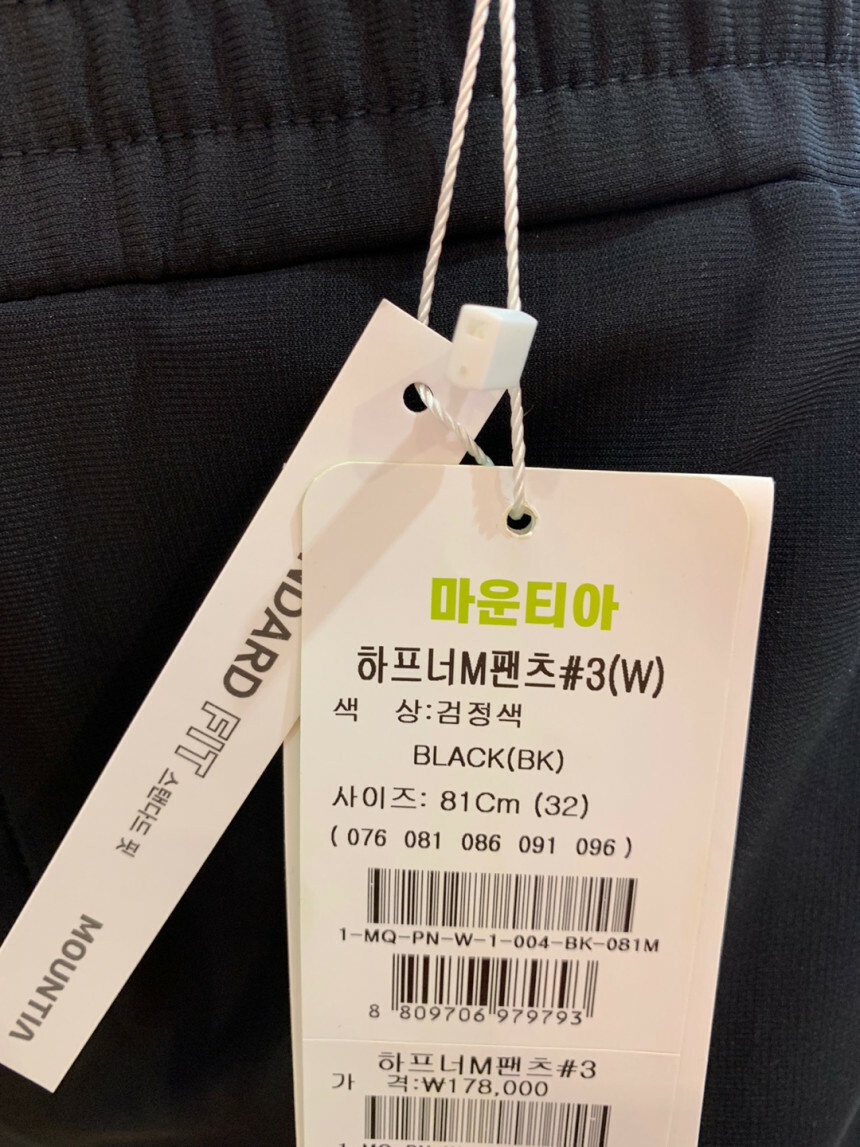 NDARD FIT
스탠다드 핏
MOUNTIA
마운티아
하프너M팬츠#3(W)
색 상:검정색
BLACK(BK)
사이즈: 81Cm (32)
( 076 081 086 091 096 )
1-MQ-PN-W-1-004-BK-081M
8 809706 979793
하프너M팬츠#3
가 격:₩178,000